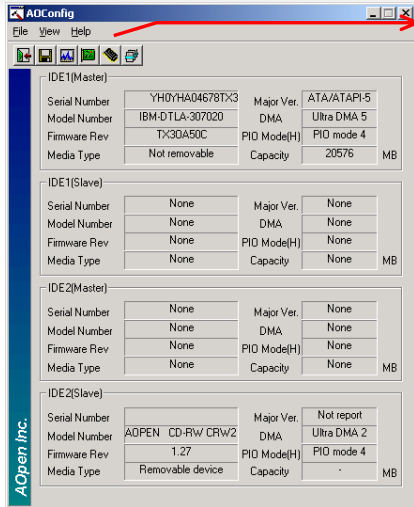 AOConfig
File View Help
IDE1(Master)
Serial Number YH0YHA04678TX3 Major Ver. ATA/ATAPI-5
Model Number IBM-DTLA-307020 DMA Ultra DMA 5
Firmware Rev TX3OA50C PIO Mode(H) PIO mode 4
Media Type Not removable Capacity 20576 MB
IDE1(Slave)
Serial Number None Major Ver. None
Model Number None DMA None
Firmware Rev None PIO Mode(H) None
Media Type None Capacity None MB
IDE2(Master)
Serial Number None Major Ver. None
Model Number None DMA None
Firmware Rev None PIO Mode(H) None
Media Type None Capacity None MB
IDE2(Slave)
Serial Number Major Ver. Not report
Model Number AOPEN CD-RW CRW2 DMA Ultra DMA 2
Firmware Rev 1.27 PIO Mode(H) PIO mode 4
Media Type Removable device Capacity - MB
AOpen Inc.